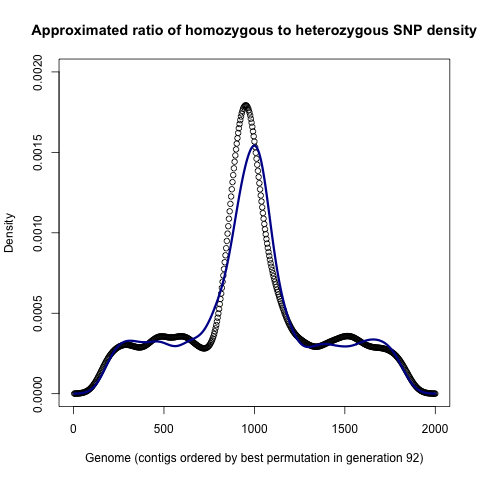 Approximated ratio of homozygous to heterozygous SNP density
0.0020
0.0015
0.0010
0.0005
0.0000
Density
0 500 1000 1500 2000
Genome (contigs ordered by best permutation in generation 92)